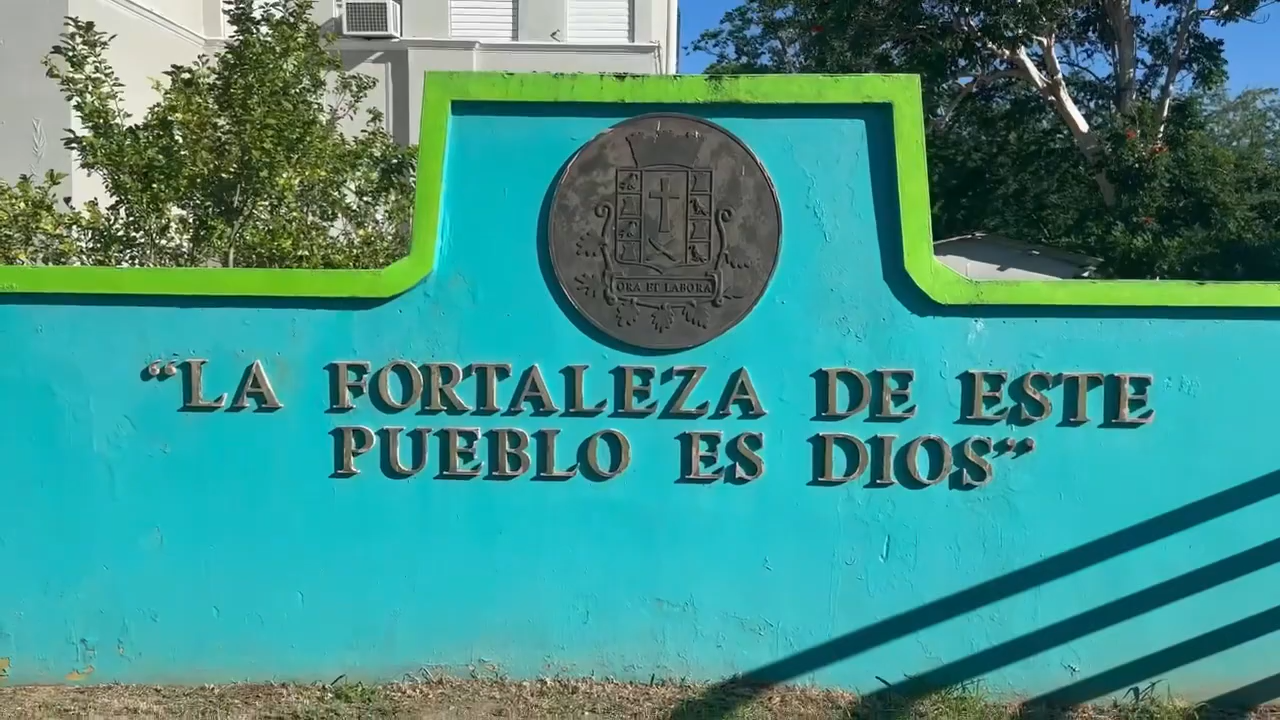 ORA ET LABORA
“LA FORTALEZA DE ESTE
PUEBLO ES DIOS”